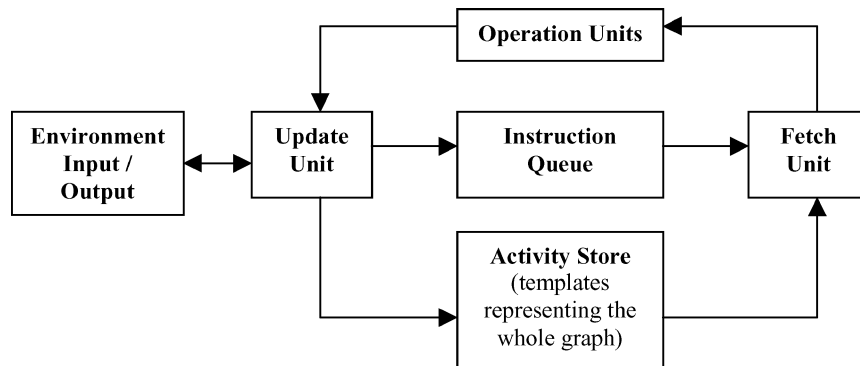 Operation Units
Environment
Input /
Output
Update
Unit
Instruction
Queue
Fetch
Unit
Activity Store
(templates
representing the
whole graph)